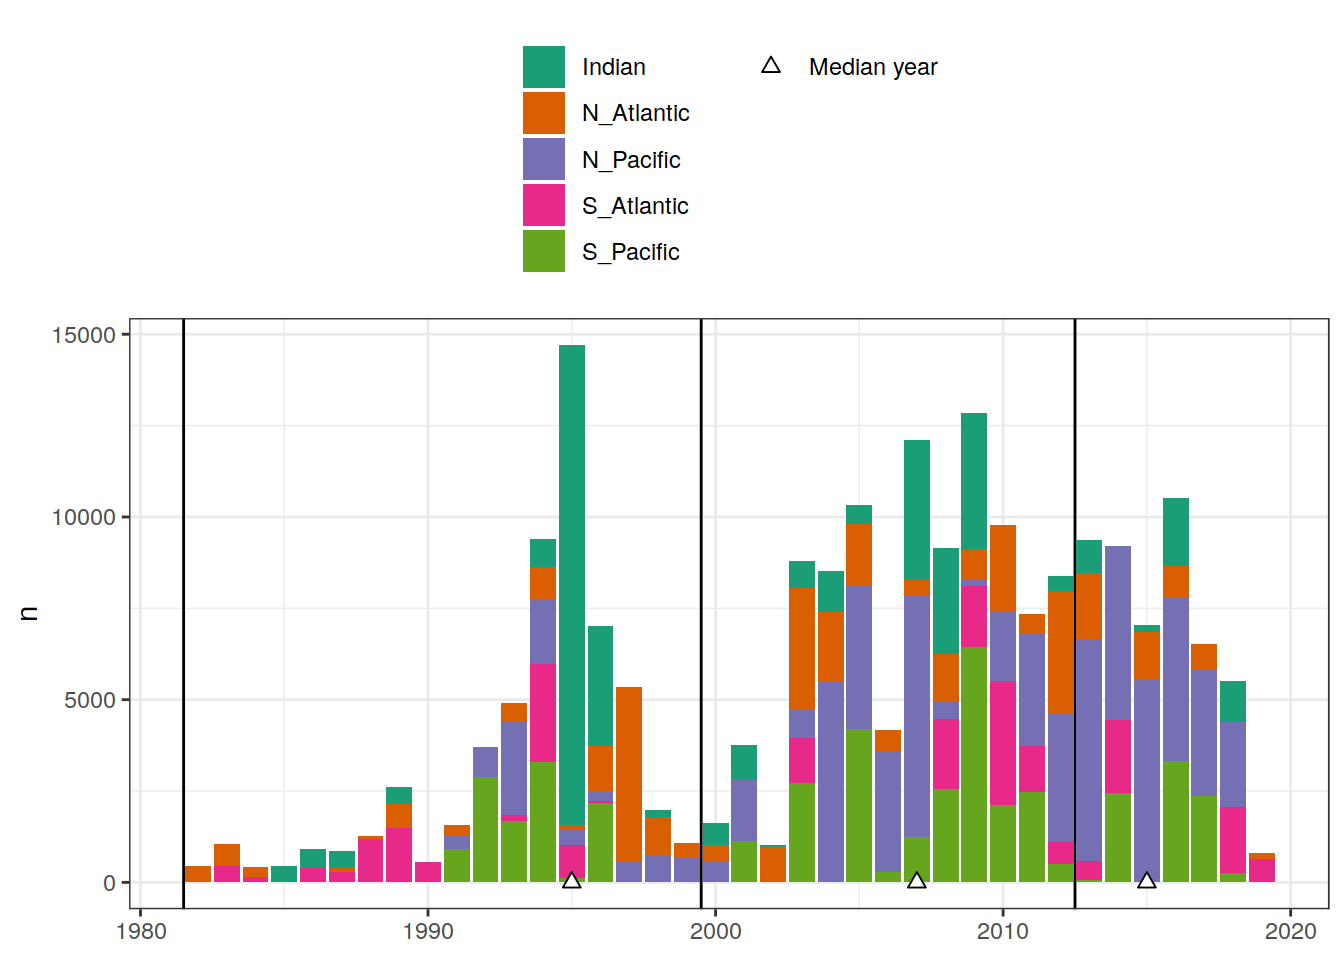 Indian
Median year
N_Atlantic
N_Pacific
S_Atlantic
S_Pacific
15000
10000
5000
0
n
1980 1990 2000 2010 2020